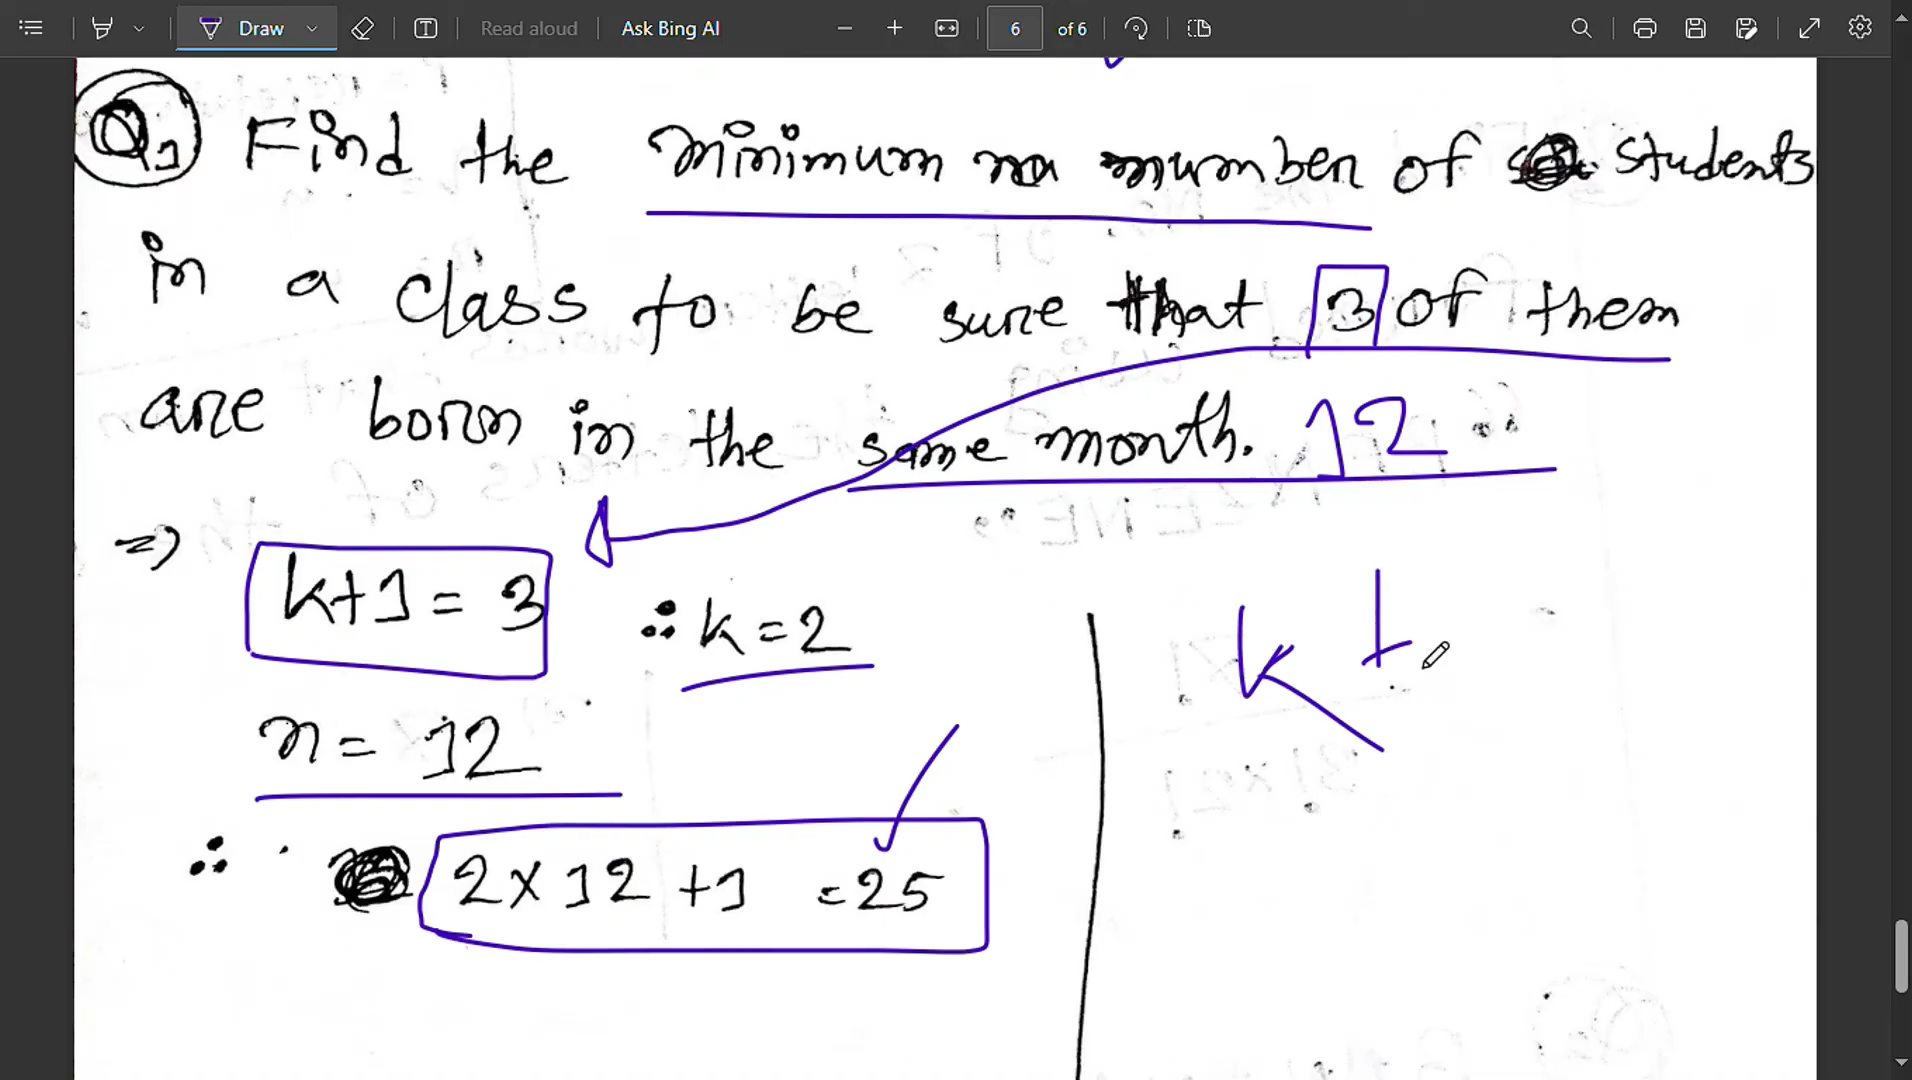 Draw
Read aloud
Ask Bing AI
6 of 6
Q1 Find the minimum no number of students
in a class to be sure that 3 of them
are born in the same month. 12
⇒ k+1 = 3 ∴ k = 2
n = 12
∴ 2 × 12 + 1 = 25
k +